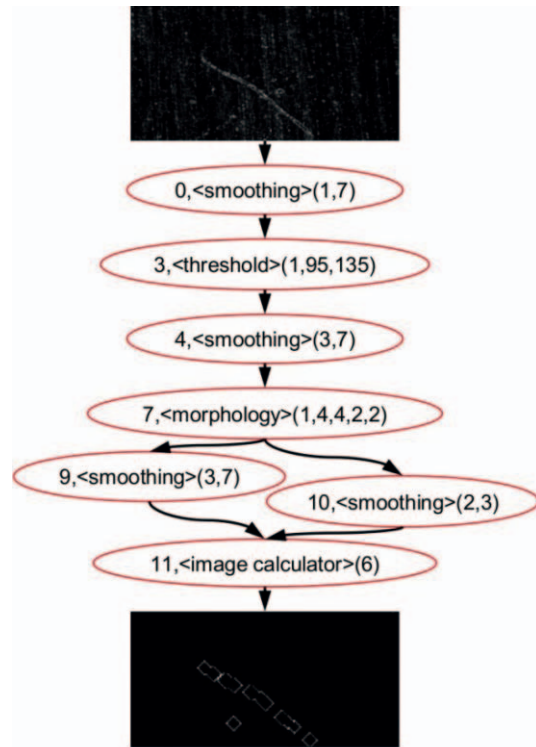 0,<smoothing>(1,7)
3,<threshold>(1,95,135)
4,<smoothing>(3,7)
7,<morphology>(1,4,4,2,2)
9,<smoothing>(3,7)
10,<smoothing>(2,3)
11,<image calculator>(6)